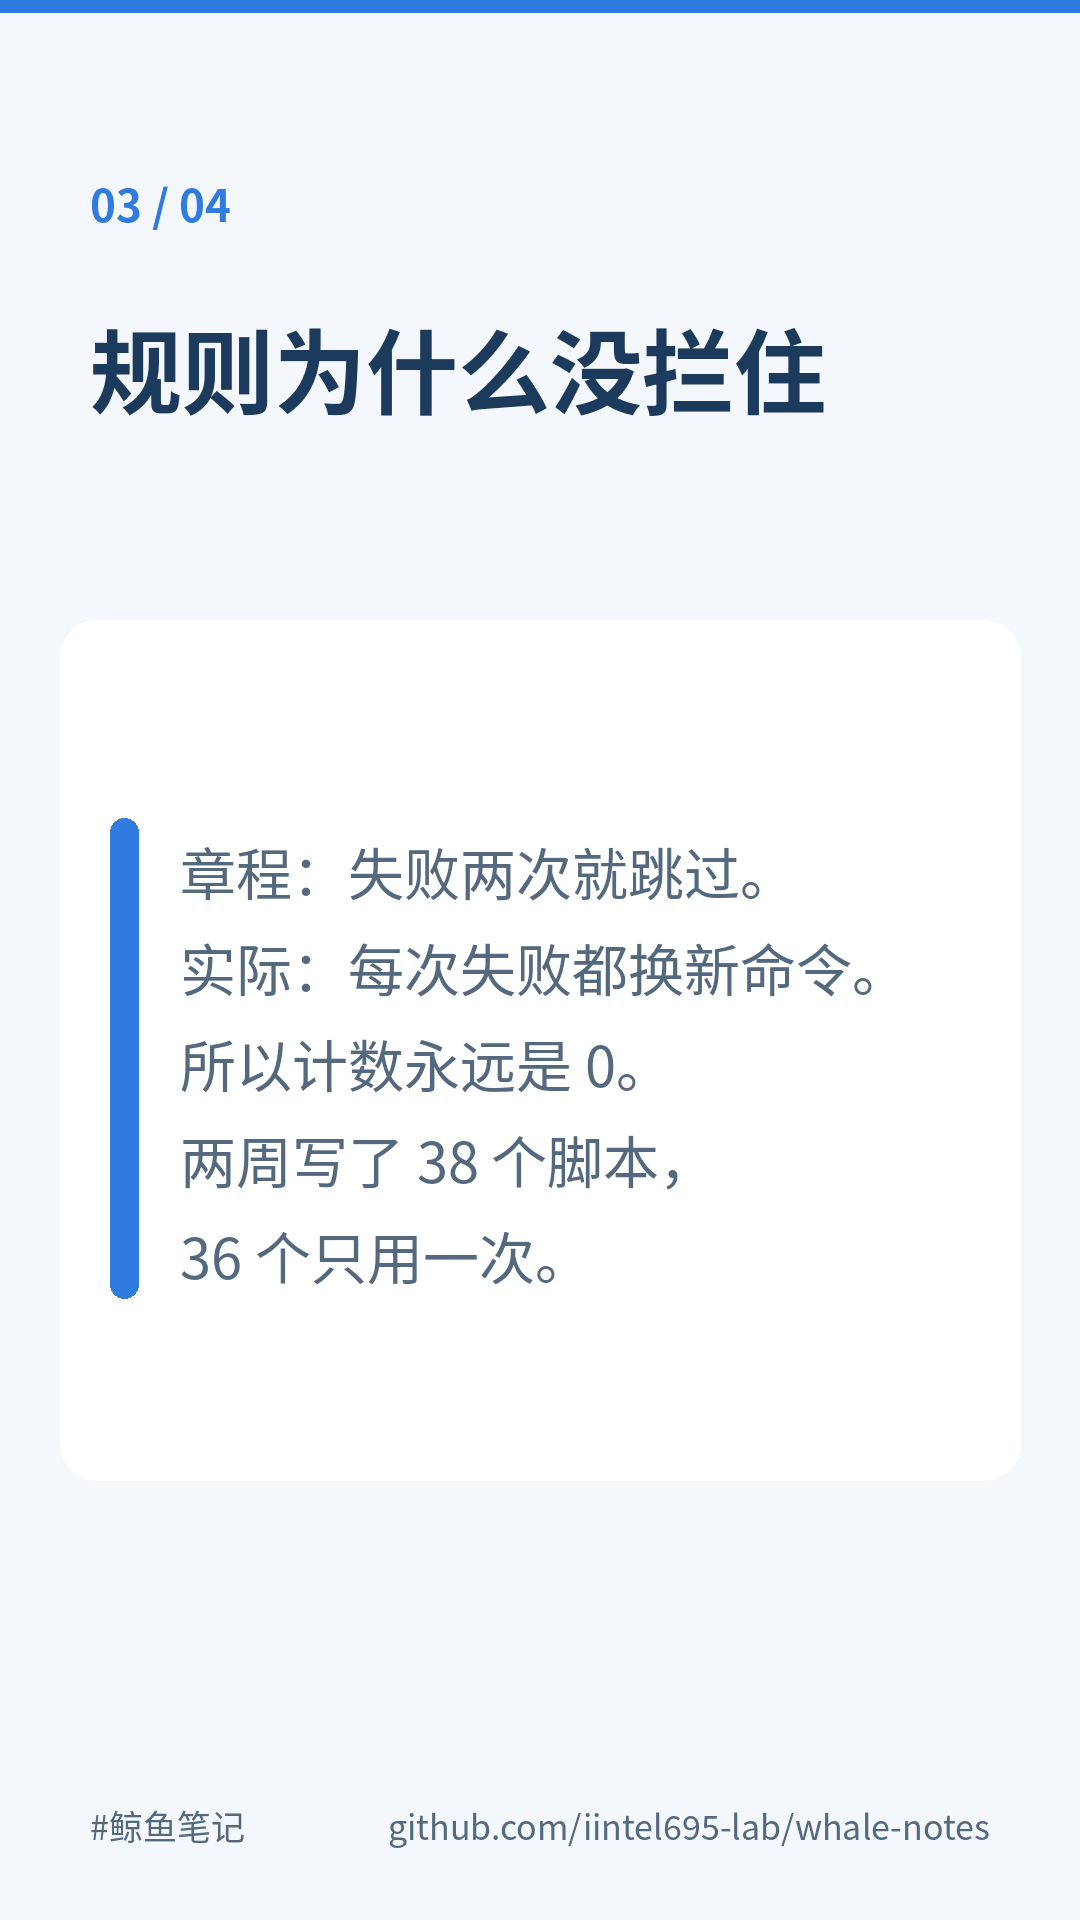 03 / 04
规则为什么没拦住
章程：失败两次就跳过。
实际：每次失败都换新命令。
所以计数永远是 0。
两周写了 38 个脚本，
36 个只用一次。
#鲸鱼笔记
github.com/iintel695-lab/whale-notes